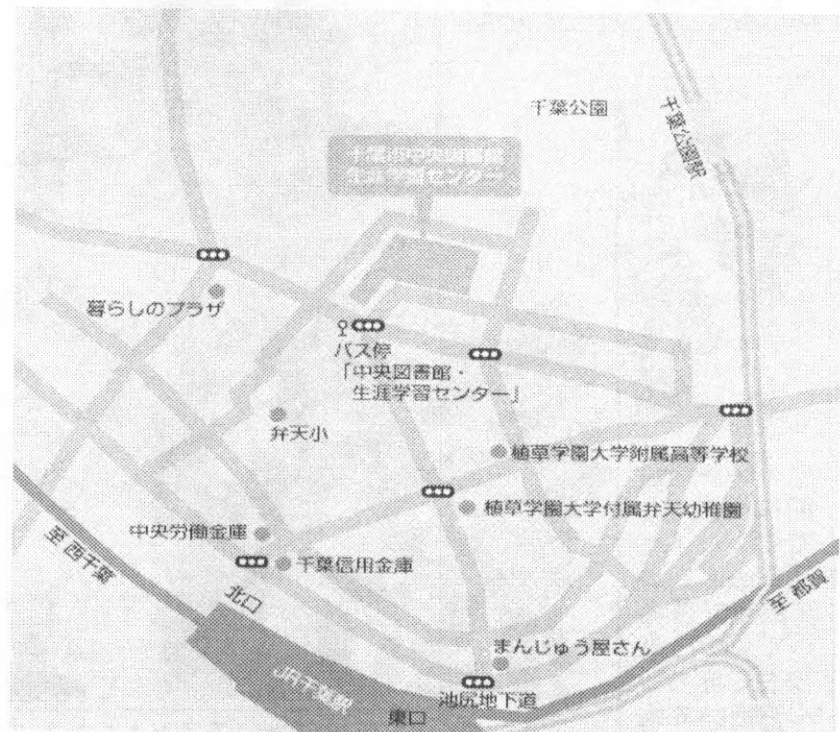 千葉公園
千葉公園駅
千葉市中央図書館
生涯学習センター
暮らしのプラザ
バス停
「中央図書館・
生涯学習センター」
弁天小
植草学園大学附属高等学校
植草学園大学付属弁天幼稚園
中央労働金庫
千葉信用金庫
至 西千葉
北口
至 都賀
まんじゅう屋さん
JR千葉駅
池尻地下道
東口